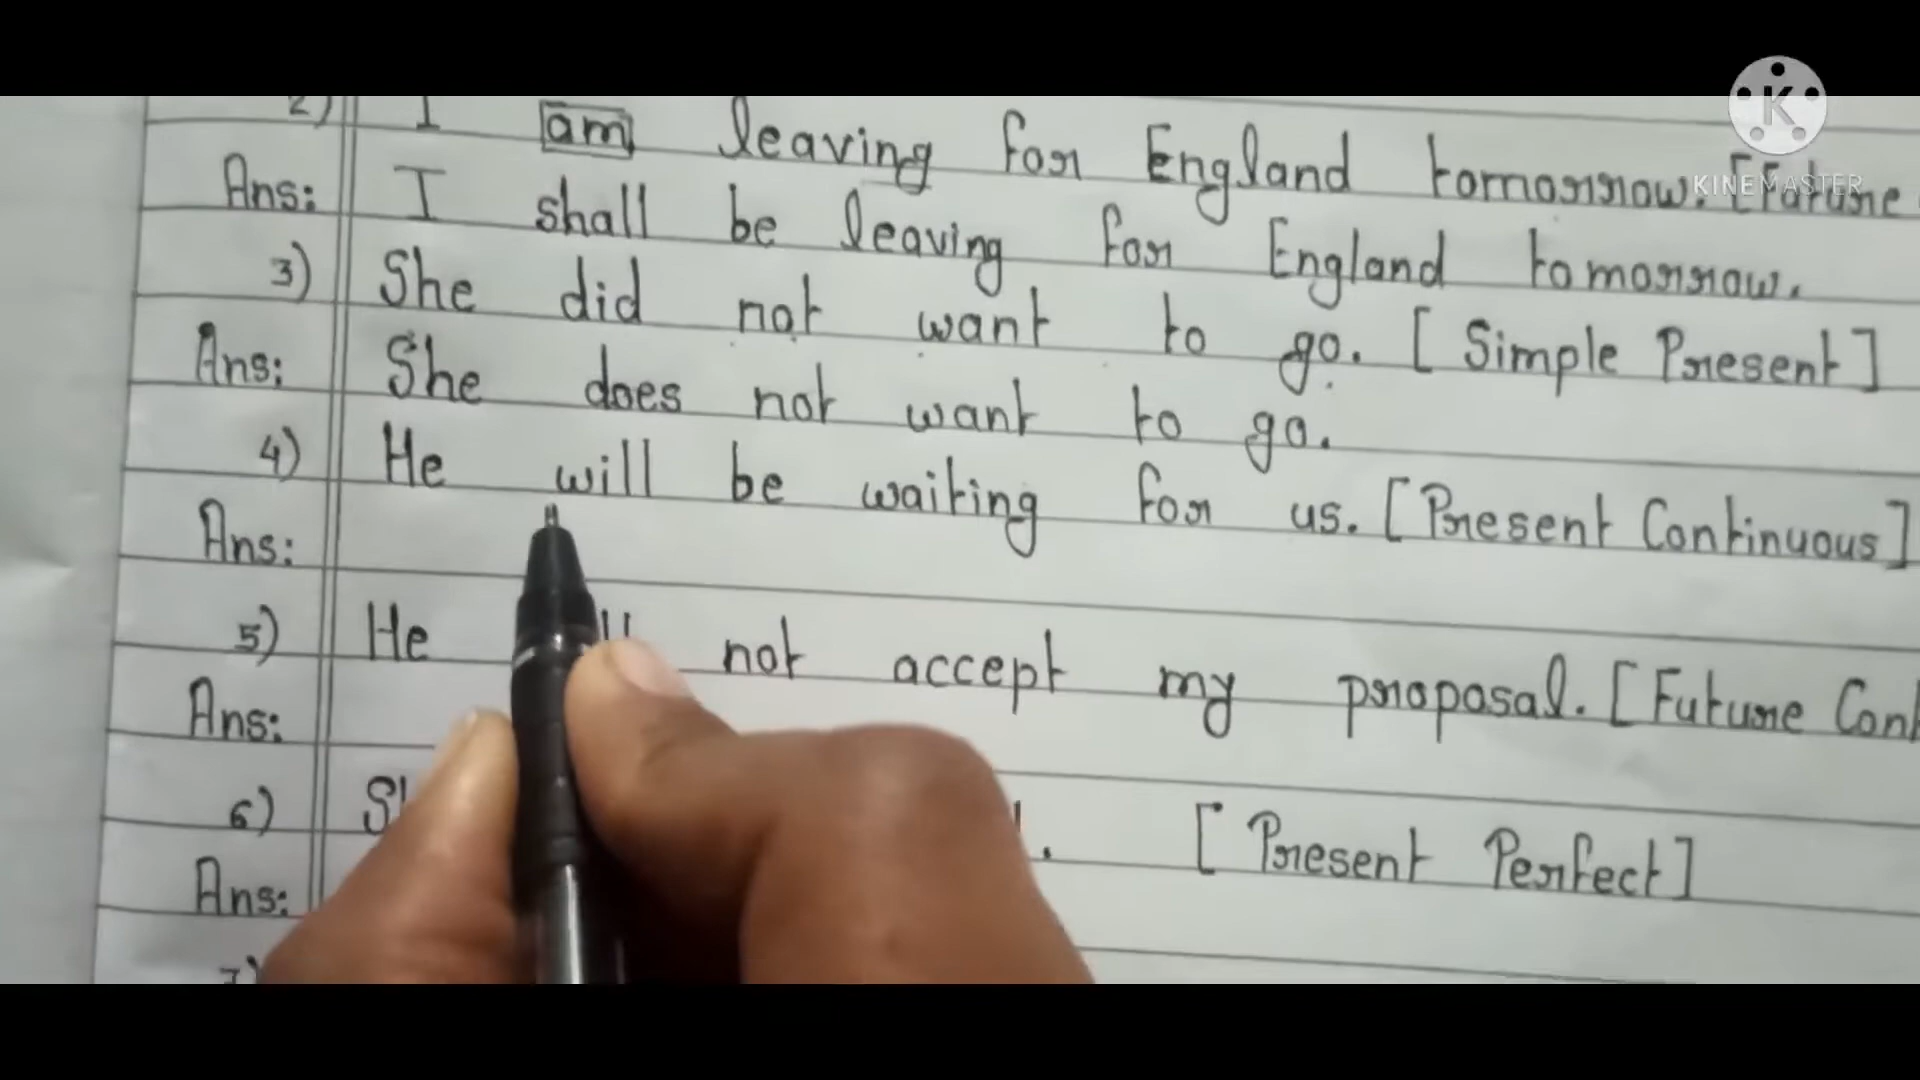 2) I am leaving for England tomorrow. [Future
Ans: I shall be leaving for England tomorrow.
3) She did not want to go. [Simple Present]
Ans: She does not want to go.
4) He will be waiting for us. [Present Continuous]
Ans:
5) He not accept my proposal. [Future
Ans:
6) [Present Perfect]
Ans:
7)
K
KINEMASTER